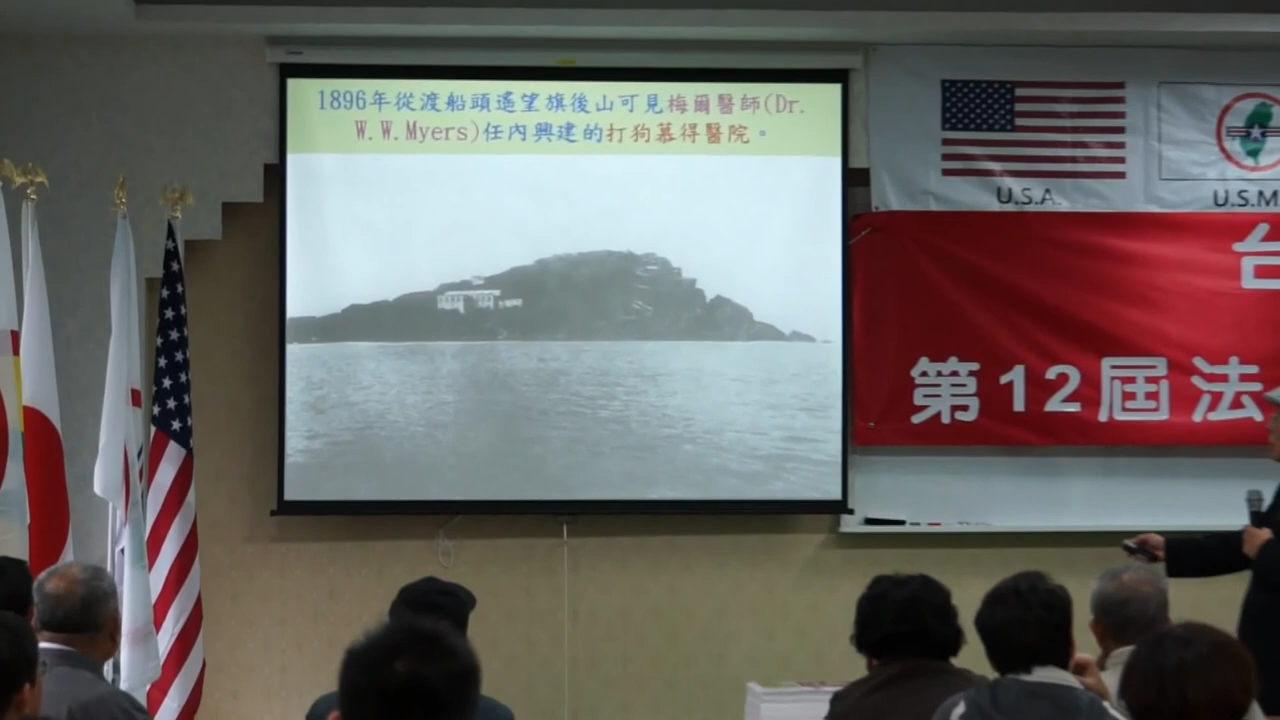 1896年從渡船頭遙望旗後山可見梅爾醫師(Dr.
W.W.Myers)任內興建的打狗慕得醫院。
U.S.A.
U.S.M
台
第12屆法